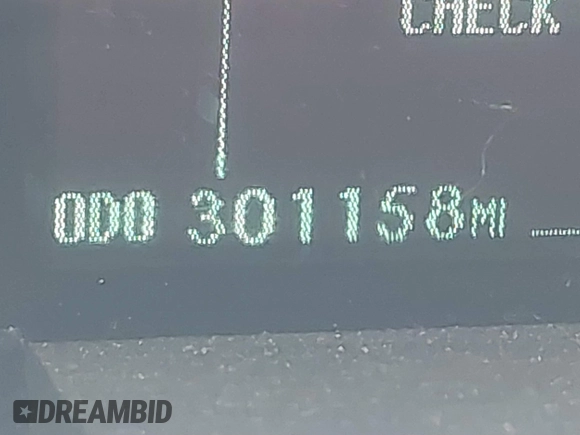 CHECK
ODO 301158MI
DREAMBID